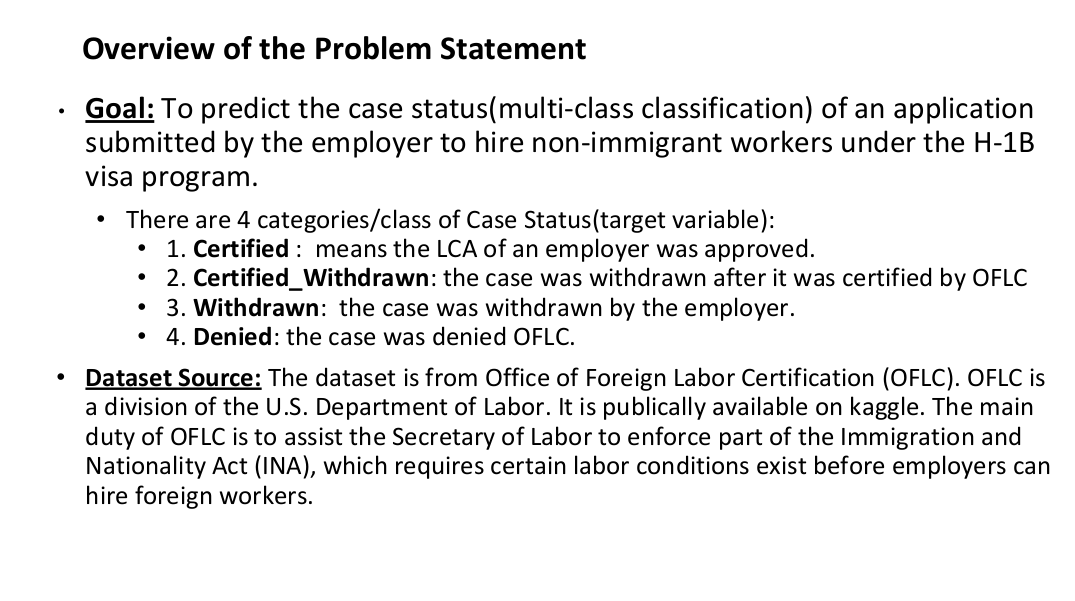 Overview of the Problem Statement
• Goal: To predict the case status(multi-class classification) of an application
submitted by the employer to hire non-immigrant workers under the H-1B
visa program.
• There are 4 categories/class of Case Status(target variable):
• 1. Certified :  means the LCA of an employer was approved.
• 2. Certified_Withdrawn: the case was withdrawn after it was certified by OFLC
• 3. Withdrawn:  the case was withdrawn by the employer.
• 4. Denied: the case was denied OFLC.
• Dataset Source: The dataset is from Office of Foreign Labor Certification (OFLC). OFLC is
a division of the U.S. Department of Labor. It is publically available on kaggle. The main
duty of OFLC is to assist the Secretary of Labor to enforce part of the Immigration and
Nationality Act (INA), which requires certain labor conditions exist before employers can
hire foreign workers.